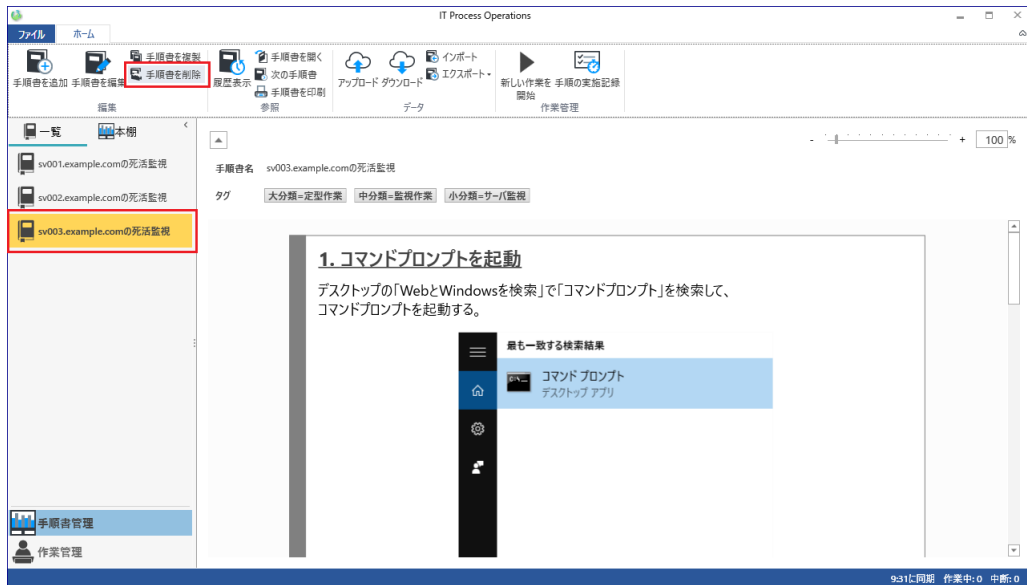 IT Process Operations
ファイル ホーム
手順書を追加 手順書を編集 手順書を複製 手順書を削除
編集
履歴表示 手順書を開く 次の手順書 手順書を印刷
参照
アップロード ダウンロード インポート エクスポート
データ
新しい作業を開始 手順の実施記録
作業管理
一覧 本棚
sv001.example.comの死活監視
sv002.example.comの死活監視
sv003.example.comの死活監視
- + 100 %
手順書名 sv003.example.comの死活監視
タグ 大分類=定型作業 中分類=監視作業 小分類=サーバ監視
1. コマンドプロンプトを起動
デスクトップの「WebとWindowsを検索」で「コマンドプロンプト」を検索して、
コマンドプロンプトを起動する。
最も一致する検索結果
コマンド プロンプト
デスクトップ アプリ
手順書管理
作業管理
9:31に同期 作業中: 0 中断: 0